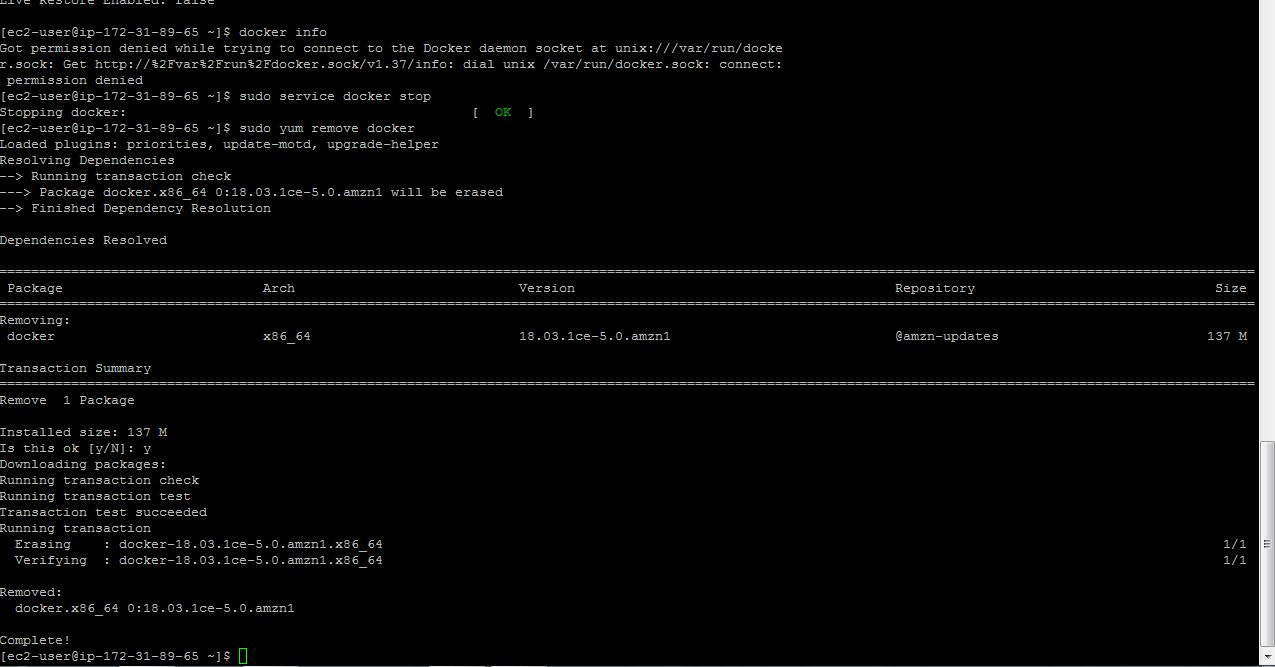 Live Restore Enabled: false
[ec2-user@ip-172-31-89-65 ~]$ docker info
Got permission denied while trying to connect to the Docker daemon socket at unix:///var/run/docke
r.sock: Get http://%2Fvar%2Frun%2Fdocker.sock/v1.37/info: dial unix /var/run/docker.sock: connect:
permission denied
[ec2-user@ip-172-31-89-65 ~]$ sudo service docker stop
Stopping docker: [ OK ]
[ec2-user@ip-172-31-89-65 ~]$ sudo yum remove docker
Loaded plugins: priorities, update-motd, upgrade-helper
Resolving Dependencies
--> Running transaction check
---> Package docker.x86_64 0:18.03.1ce-5.0.amzn1 will be erased
--> Finished Dependency Resolution
Dependencies Resolved
Package Arch Version Repository Size
Removing:
docker x86_64 18.03.1ce-5.0.amzn1 @amzn-updates 137 M
Transaction Summary
Remove 1 Package
Installed size: 137 M
Is this ok [y/N]: y
Downloading packages:
Running transaction check
Running transaction test
Transaction test succeeded
Running transaction
Erasing : docker-18.03.1ce-5.0.amzn1.x86_64 1/1
Verifying : docker-18.03.1ce-5.0.amzn1.x86_64 1/1
Removed:
docker.x86_64 0:18.03.1ce-5.0.amzn1
Complete!
[ec2-user@ip-172-31-89-65 ~]$